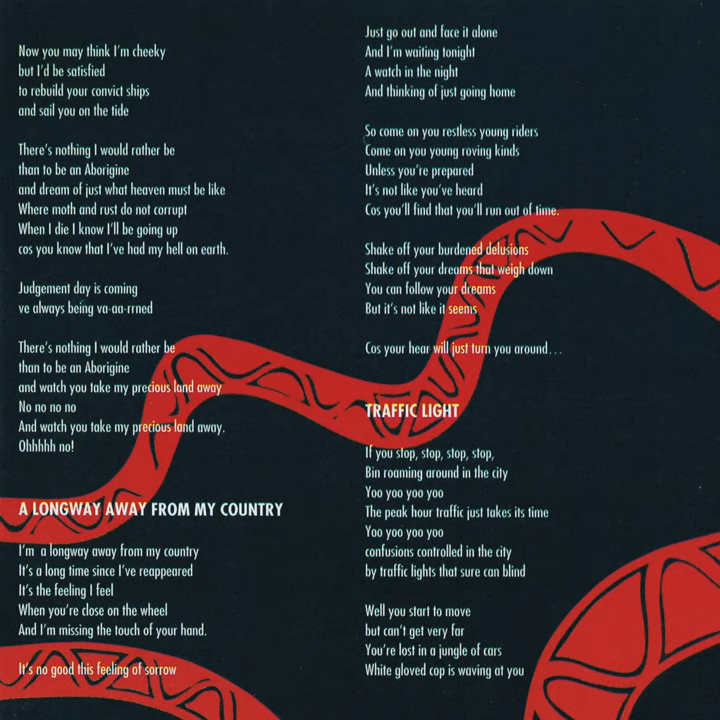 Now you may think I'm cheeky
but I'd be satisfied
to rebuild your convict ships
and sail you on the tide

There's nothing I would rather be
than to be an Aborigine
and dream of just what heaven must be like
Where moth and rust do not corrupt
When I die I know I'll be going up
cos you know that I've had my hell on earth.

Judgement day is coming
ve always being va-aa-rrned

There's nothing I would rather be
than to be an Aborigine
and watch you take my precious land away
No no no no
And watch you take my precious land away.
Ohhhhh no!

A LONGWAY AWAY FROM MY COUNTRY

I'm a longway away from my country
It's a long time since I've reappeared
It's the feeling I feel
When you're close on the wheel
And I'm missing the touch of your hand.

It's no good this feeling of sorrow

Just go out and face it alone
And I'm waiting tonight
A watch in the night
And thinking of just going home

So come on you restless young riders
Come on you young roving kinds
Unless you're prepared
It's not like you've heard
Cos you'll find that you'll run out of time.

Shake off your burdened delusions
Shake off your dreams that weigh down
You can follow your dreams
But it's not like it seems

Cos your hear will just turn you around...

TRAFFIC LIGHT

If you stop, stop, stop, stop,
Bin roaming around in the city
Yoo yoo yoo yoo
The peak hour traffic just takes its time
Yoo yoo yoo yoo
confusions controlled in the city
by traffic lights that sure can blind

Well you start to move
but can't get very far
You're lost in a jungle of cars
White gloved cop is waving at you